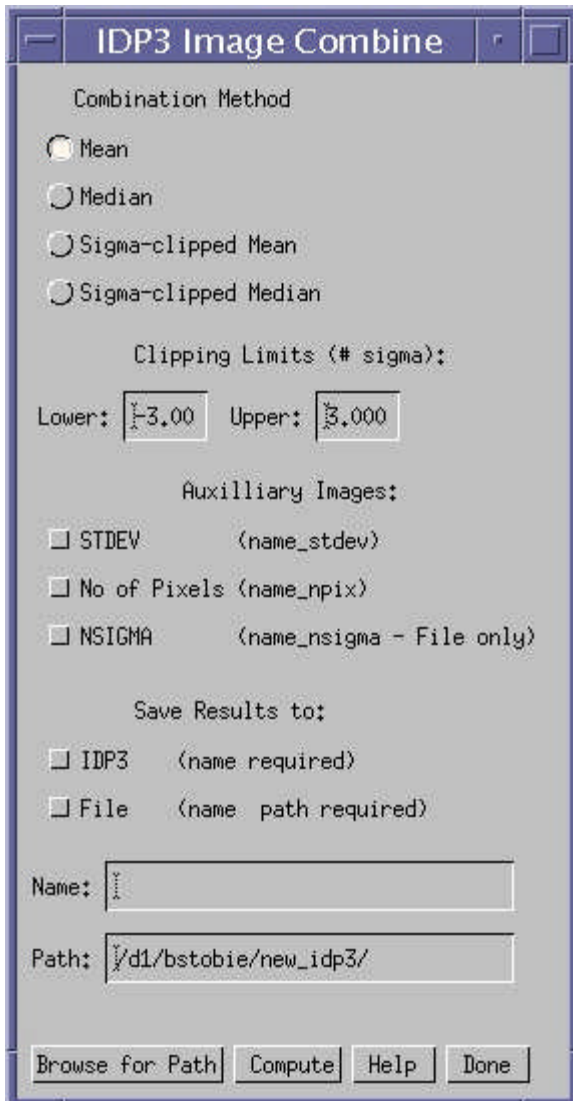 IDP3 Image Combine
Combination Method
Mean
Median
Sigma-clipped Mean
Sigma-clipped Median
Clipping Limits (# sigma):
Lower: -3.00 Upper: 3.000
Auxilliary Images:
STDEV (name_stdev)
No of Pixels (name_npix)
NSIGMA (name_nsigma - File only)
Save Results to:
IDP3 (name required)
File (name path required)
Name:
Path: /d1/bstobie/new_idp3/
Browse for Path Compute Help Done